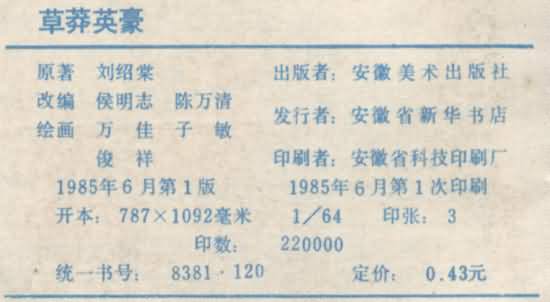 草莽英豪
原著 刘绍棠 出版者：安徽美术出版社
改编 侯明志 陈万清
发行者：安徽省新华书店
绘画 万佳子敏
俊祥 印刷者：安徽省科技印刷厂
1985年6月第1版 1985年6月第1次印刷
开本：787×1092毫米 1/64 印张：3
印数：220000
统一书号：8381·120 定价：0.43元